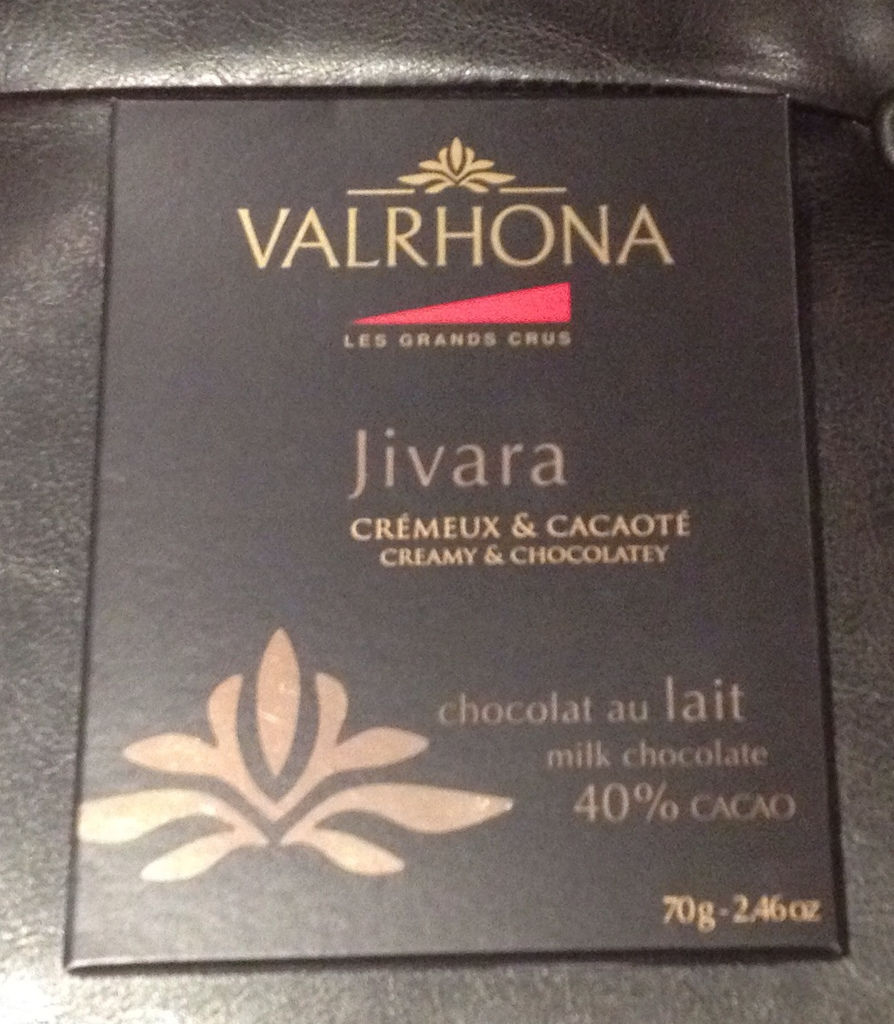 VALRHONA
LES GRANDS CRUS
Jivara
CRÉMEUX & CACAOTÉ
CREAMY & CHOCOLATEY
chocolat au lait
milk chocolate
40% CACAO
70g - 2.46 oz